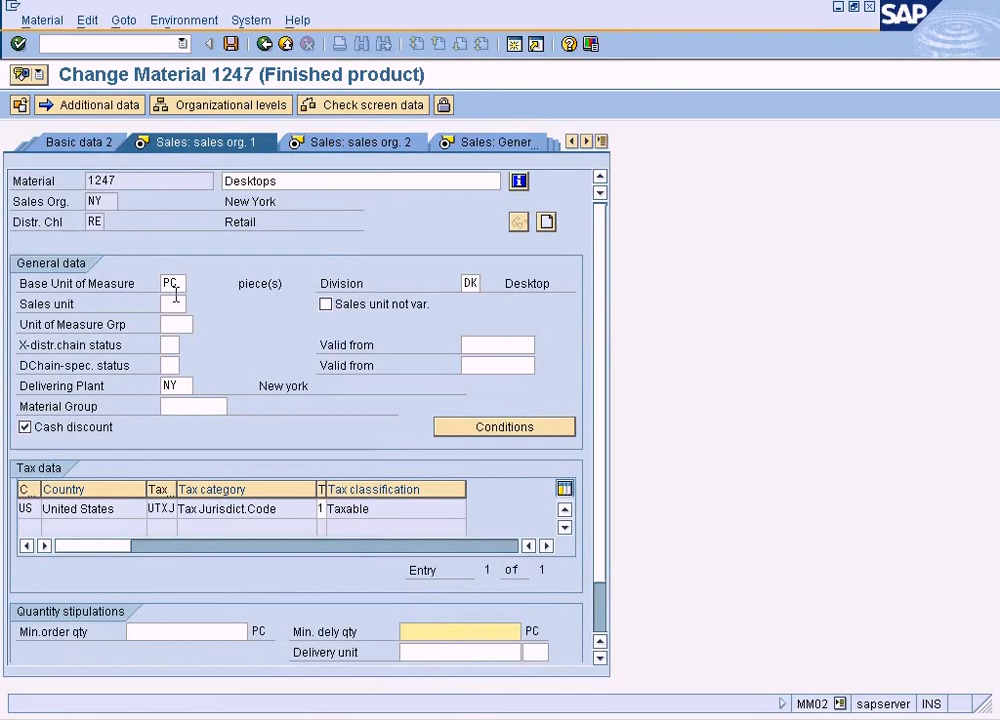 Material Edit Goto Environment System Help
SAP
Change Material 1247 (Finished product)
Additional data Organizational levels Check screen data
Basic data 2 Sales: sales org. 1 Sales: sales org. 2 Sales: Gener...
Material 1247 Desktops
Sales Org. NY New York
Distr. Chl RE Retail
General data
Base Unit of Measure PC piece(s) Division DK Desktop
Sales unit Sales unit not var.
Unit of Measure Grp
X-distr.chain status Valid from
DChain-spec. status Valid from
Delivering Plant NY New york
Material Group
Cash discount Conditions
Tax data
C... Country Tax... Tax category T Tax classification
US United States UTXJ Tax Jurisdict.Code 1 Taxable
Entry 1 of 1
Quantity stipulations
Min.order qty PC Min. dely qty PC
Delivery unit
MM02 sapserver INS